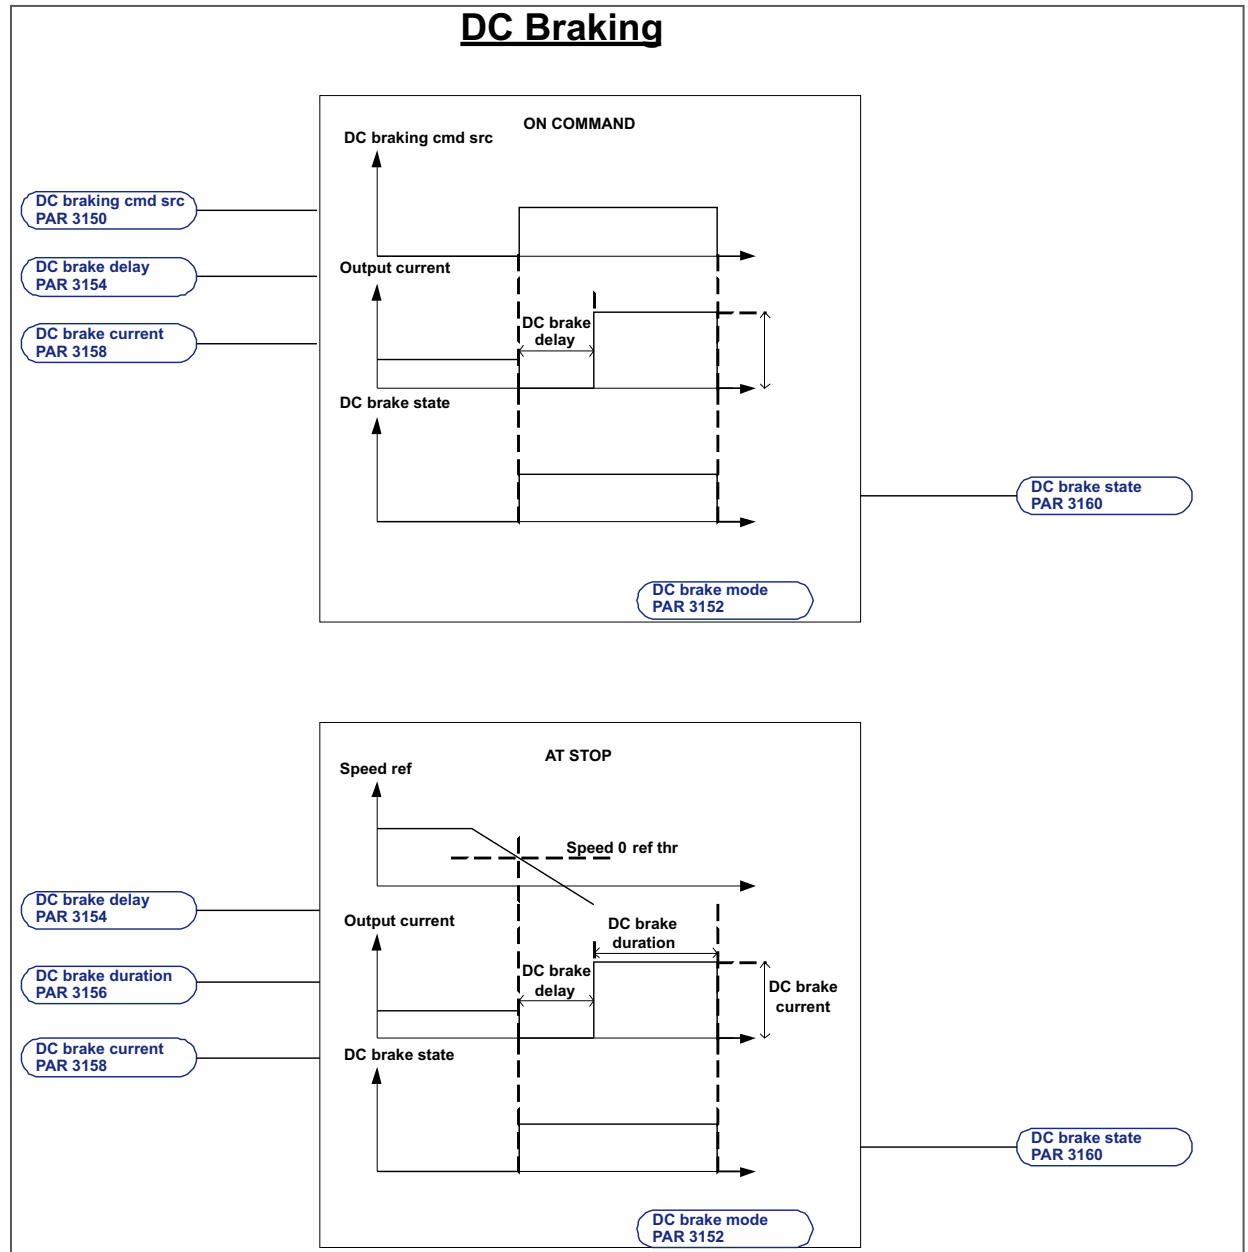 DC Braking
ON COMMAND
DC braking cmd src
DC braking cmd src
PAR 3150
DC brake delay
PAR 3154
DC brake current
PAR 3158
Output current
DC brake
delay
DC brake state
DC brake state
PAR 3160
DC brake mode
PAR 3152
AT STOP
Speed ref
Speed 0 ref thr
DC brake delay
PAR 3154
DC brake duration
PAR 3156
DC brake current
PAR 3158
Output current
DC brake
duration
DC brake
delay
DC brake
current
DC brake state
DC brake state
PAR 3160
DC brake mode
PAR 3152